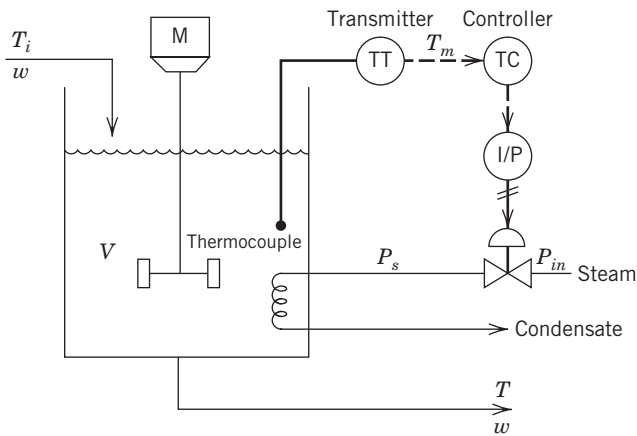 Transmitter
Controller
T_i
w
M
TT
T_m
TC
I/P
V
Thermocouple
P_s
P_in
Steam
Condensate
T
w